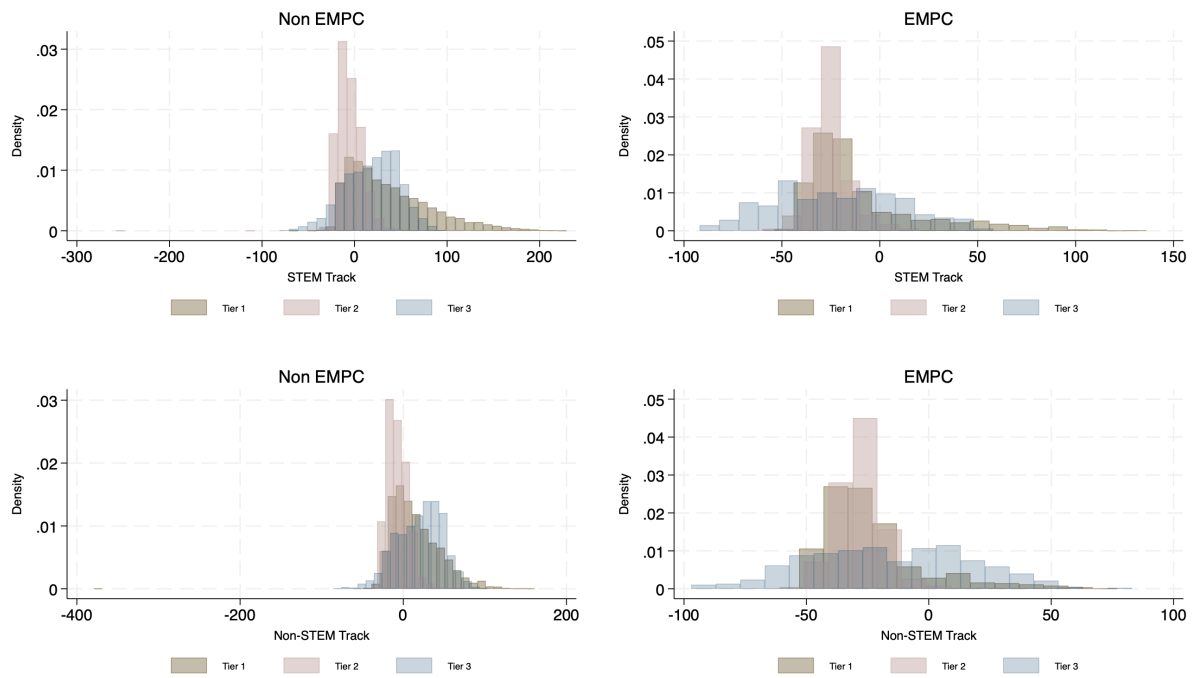 Non EMPC
Density
.03
.02
.01
0
-300 -200 -100 0 100 200
STEM Track
Tier 1 Tier 2 Tier 3
EMPC
Density
.05
.04
.03
.02
.01
0
-100 -50 0 50 100 150
STEM Track
Tier 1 Tier 2 Tier 3
Non EMPC
Density
.03
.02
.01
0
-400 -200 0 200
Non-STEM Track
Tier 1 Tier 2 Tier 3
EMPC
Density
.05
.04
.03
.02
.01
0
-100 -50 0 50 100
Non-STEM Track
Tier 1 Tier 2 Tier 3